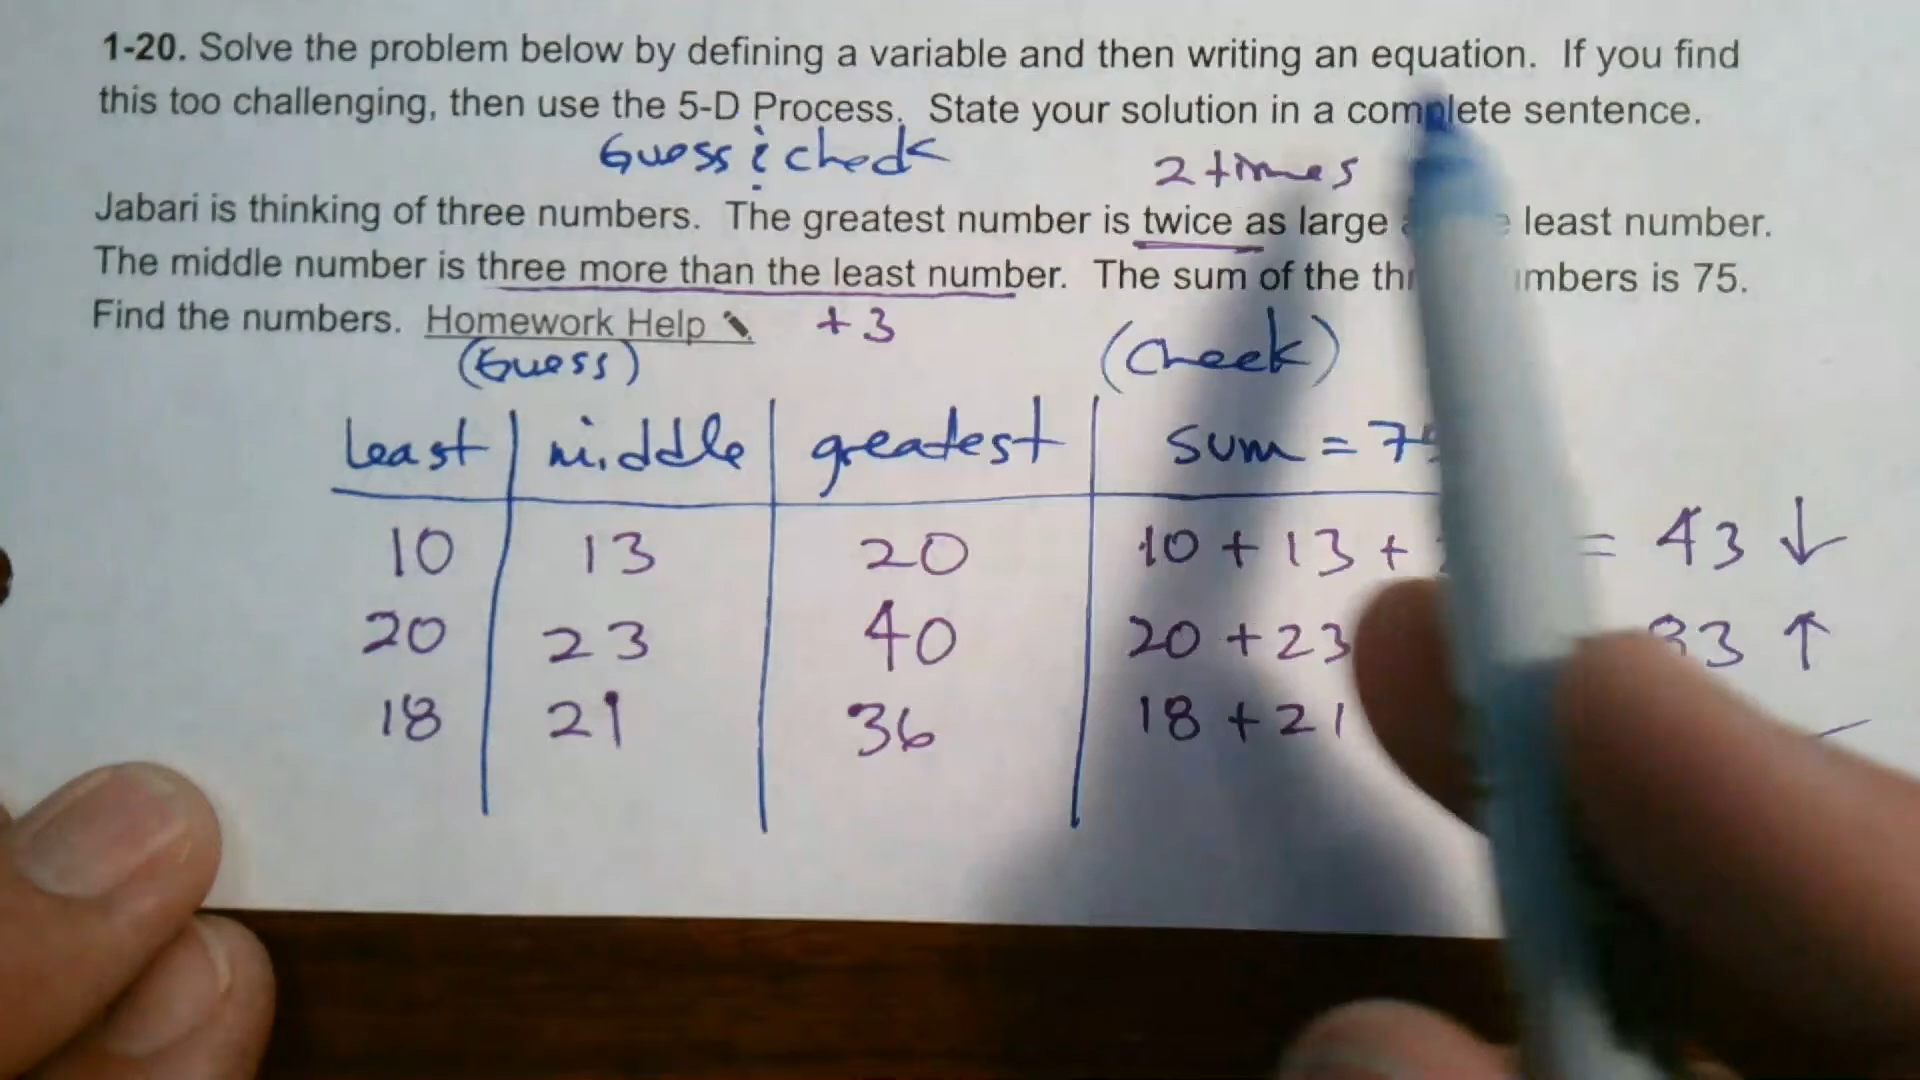 1-20. Solve the problem below by defining a variable and then writing an equation. If you find
this too challenging, then use the 5-D Process. State your solution in a complete sentence.
Guess & check 2 times
Jabari is thinking of three numbers. The greatest number is twice as large least number.
The middle number is three more than the least number. The sum of the numbers is 75.
Find the numbers. Homework Help ✎ +3
(Guess) (Check)
least middle greatest sum = 7
10 13 20 10 + 13 + = 43 ↓
20 23 40 20 + 23 83 ↑
18 21 36 18 + 21